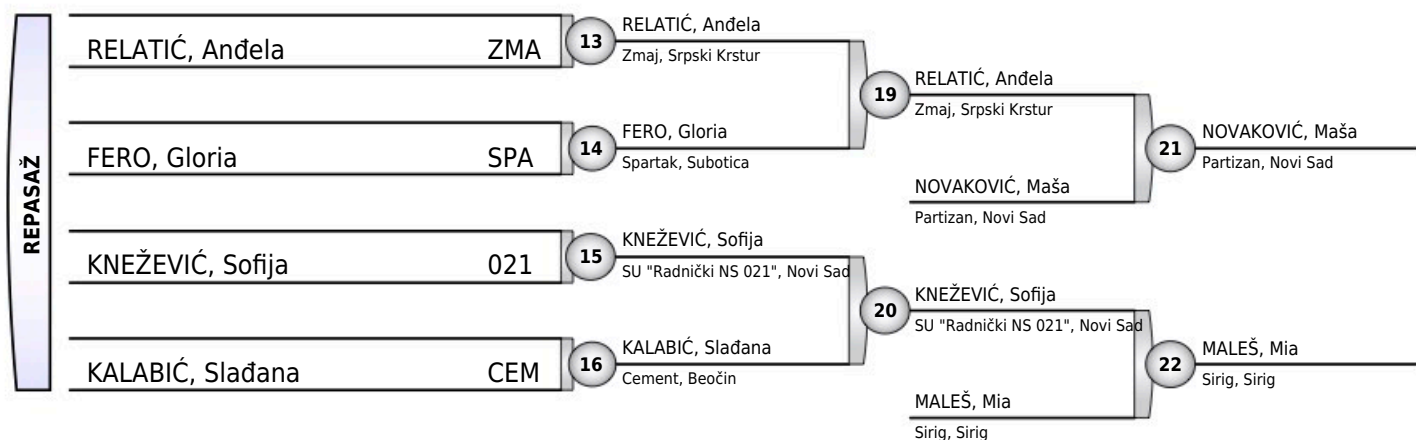 REPASAŽ
RELATIĆ, Anđela ZMA
FERO, Gloria SPA
KNEŽEVIĆ, Sofija 021
KALABIĆ, Slađana CEM
13
RELATIĆ, Anđela
Zmaj, Srpski Krstur
14
FERO, Gloria
Spartak, Subotica
15
KNEŽEVIĆ, Sofija
SU "Radnički NS 021", Novi Sad
16
KALABIĆ, Slađana
Cement, Beočin
19
RELATIĆ, Anđela
Zmaj, Srpski Krstur
NOVAKOVIĆ, Maša
Partizan, Novi Sad
20
KNEŽEVIĆ, Sofija
SU "Radnički NS 021", Novi Sad
MALEŠ, Mia
Sirig, Sirig
21
NOVAKOVIĆ, Maša
Partizan, Novi Sad
22
MALEŠ, Mia
Sirig, Sirig